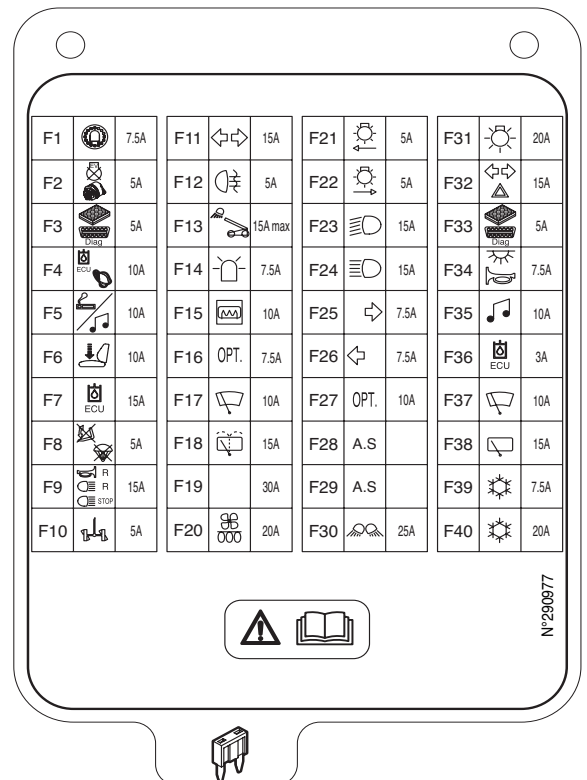 F1 7.5A F11 15A F21 5A F31 20A
F2 5A F12 5A F22 5A F32 15A
F3 Diag 5A F13 15A max F23 15A F33 Diag 5A
F4 ECU 10A F14 7.5A F24 15A F34 7.5A
F5 10A F15 10A F25 7.5A F35 10A
F6 10A F16 OPT. 7.5A F26 7.5A F36 ECU 3A
F7 ECU 15A F17 10A F27 OPT. 10A F37 10A
F8 5A F18 15A F28 A.S F38 15A
F9 R R STOP 15A F19 30A F29 A.S F39 7.5A
F10 5A F20 20A F30 25A F40 20A
N°290977